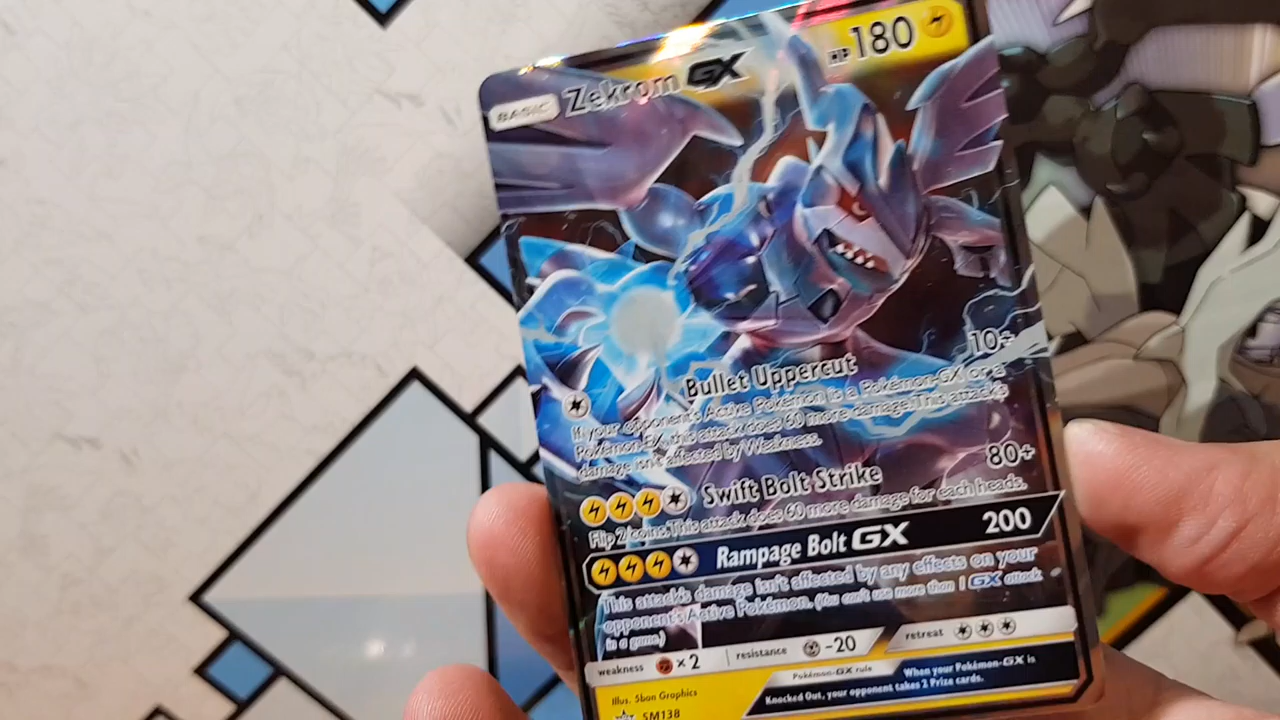 BASIC Zekrom GX HP 180
Bullet Uppercut 10+
If your opponent's Active Pokémon is a Pokémon-GX or a
Pokémon-EX, this attack does 60 more damage. This attack's
damage isn't affected by Weakness.
Swift Bolt Strike 80+
Flip 2 coins. This attack does 60 more damage for each heads.
Rampage Bolt GX 200
This attack's damage isn't affected by any effects on your
opponent's Active Pokémon. (You can't use more than 1 GX attack
in a game.)
weakness ×2 resistance -20 retreat
Pokémon-GX rule When your Pokémon-GX is
Knocked Out, your opponent takes 2 Prize cards.
Illus. 5ban Graphics
SM138